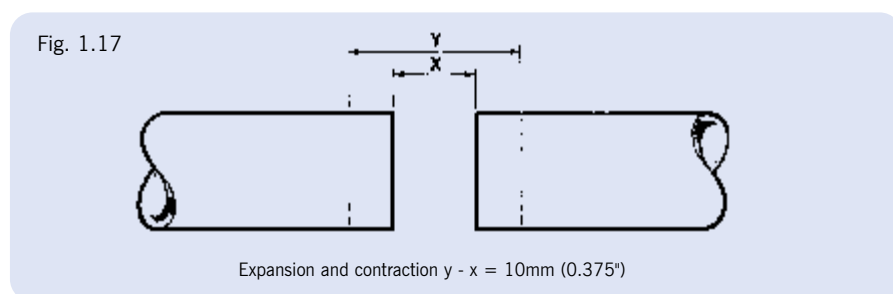 Fig. 1.17
Y
X
Expansion and contraction y - x = 10mm (0.375")